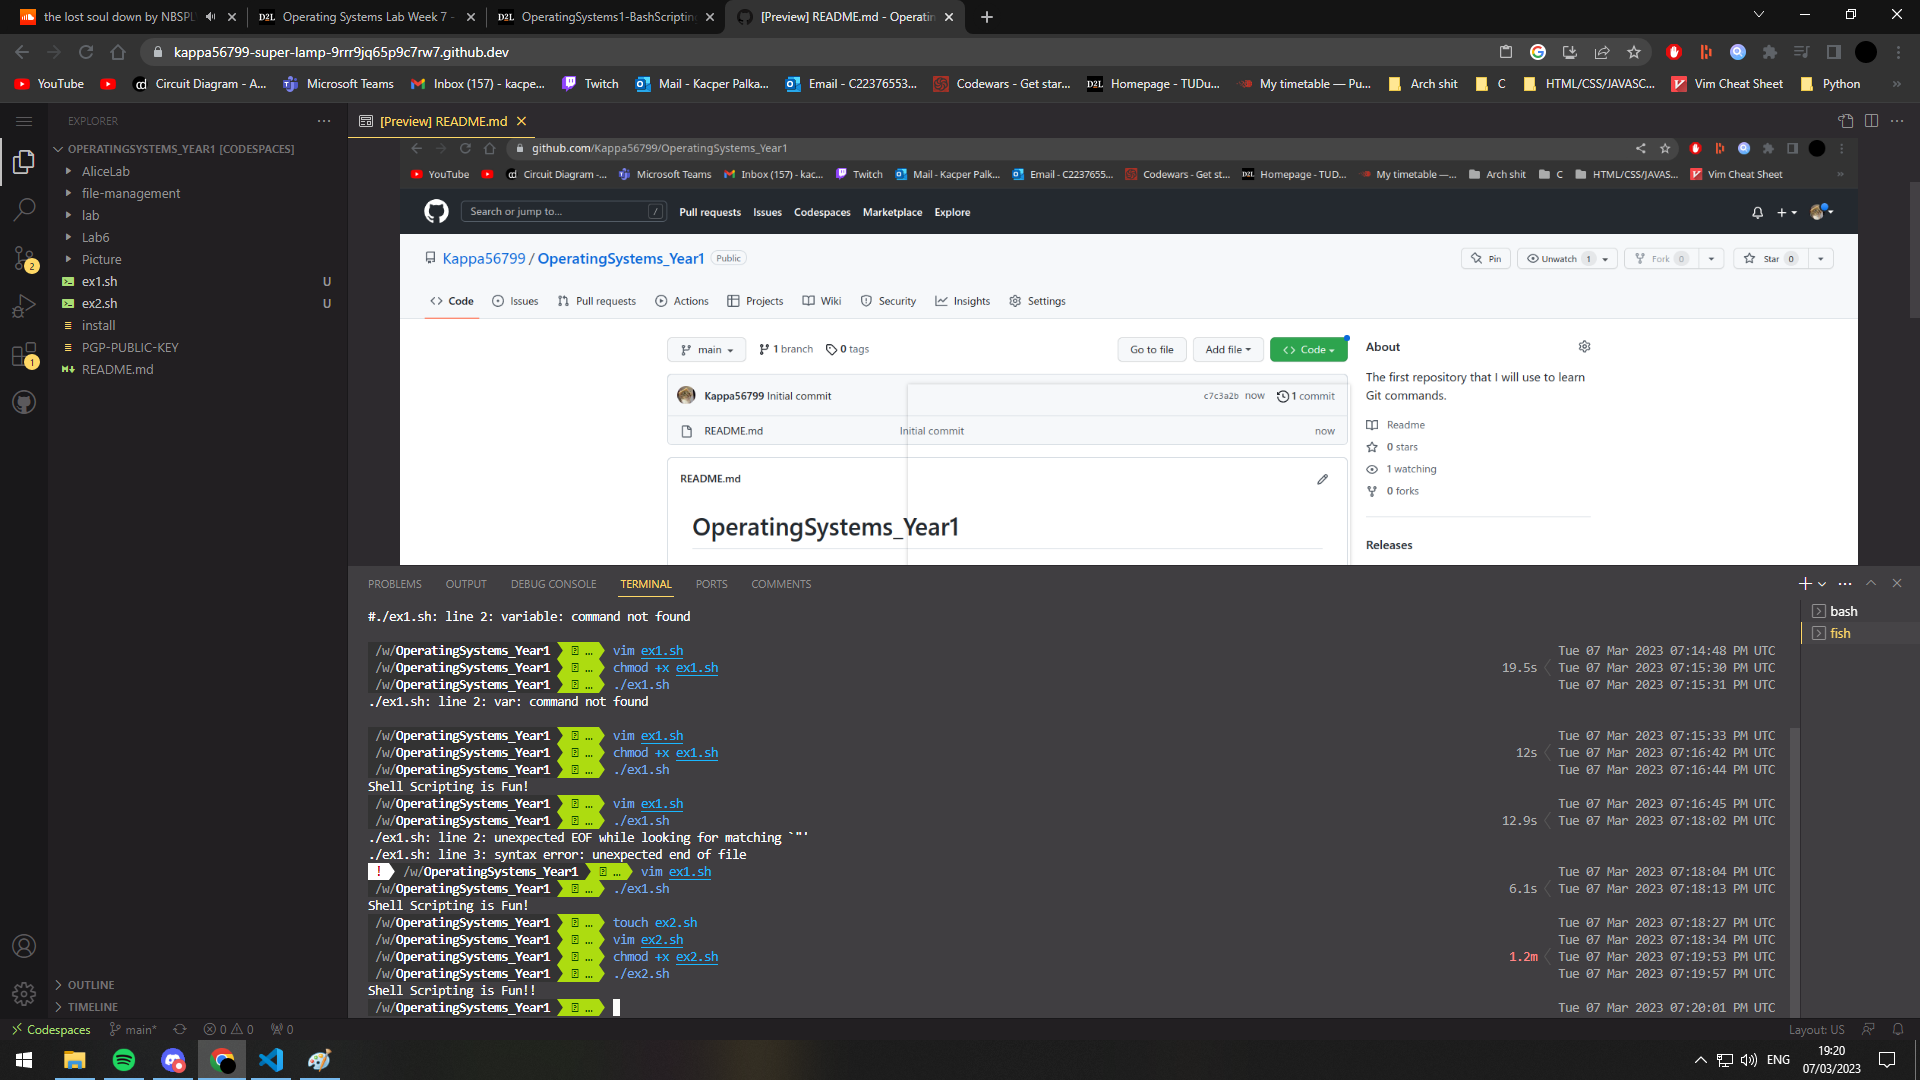 the lost soul down by NBSPL
Operating Systems Lab Week 7 -
OperatingSystems1-BashScripting
[Preview] README.md - Operatin
kappa56799-super-lamp-9rrr9jq65p9c7rw7.github.dev
YouTube
Circuit Diagram - A...
Microsoft Teams
Inbox (157) - kacpe...
Twitch
Mail - Kacper Palka...
Email - C22376553...
Codewars - Get star...
Homepage - TUDu...
My timetable — Pu...
Arch shit
C
HTML/CSS/JAVASC...
Vim Cheat Sheet
Python
»
EXPLORER
[Preview] README.md
OPERATINGSYSTEMS_YEAR1 [CODESPACES]
AliceLab
file-management
lab
Lab6
Picture
ex1.sh U
ex2.sh U
install
PGP-PUBLIC-KEY
README.md
2
1
github.com/Kappa56799/OperatingSystems_Year1
YouTube
Circuit Diagram -...
Microsoft Teams
Inbox (157) - kac...
Twitch
Mail - Kacper Palk...
Email - C2237655...
Codewars - Get st...
Homepage - TUD...
My timetable —...
Arch shit
C
HTML/CSS/JAVAS...
Vim Cheat Sheet
»
Search or jump to... /
Pull requests Issues Codespaces Marketplace Explore
Kappa56799 / OperatingSystems_Year1 Public
Pin Unwatch 1 Fork 0 Star 0
Code Issues Pull requests Actions Projects Wiki Security Insights Settings
main 1 branch 0 tags Go to file Add file Code
Kappa56799 Initial commit c7c3a2b now 1 commit
README.md Initial commit now
README.md
OperatingSystems_Year1
About
The first repository that I will use to learn
Git commands.
Readme
0 stars
1 watching
0 forks
Releases
PROBLEMS OUTPUT DEBUG CONSOLE TERMINAL PORTS COMMENTS
bash
fish
#./ex1.sh: line 2: variable: command not found
/w/OperatingSystems_Year1 … vim ex1.sh Tue 07 Mar 2023 07:14:48 PM UTC
/w/OperatingSystems_Year1 … chmod +x ex1.sh 19.5s Tue 07 Mar 2023 07:15:30 PM UTC
/w/OperatingSystems_Year1 … ./ex1.sh Tue 07 Mar 2023 07:15:31 PM UTC
./ex1.sh: line 2: var: command not found
/w/OperatingSystems_Year1 … vim ex1.sh Tue 07 Mar 2023 07:15:33 PM UTC
/w/OperatingSystems_Year1 … chmod +x ex1.sh 12s Tue 07 Mar 2023 07:16:42 PM UTC
/w/OperatingSystems_Year1 … ./ex1.sh Tue 07 Mar 2023 07:16:44 PM UTC
Shell Scripting is Fun!
/w/OperatingSystems_Year1 … vim ex1.sh Tue 07 Mar 2023 07:16:45 PM UTC
/w/OperatingSystems_Year1 … ./ex1.sh 12.9s Tue 07 Mar 2023 07:18:02 PM UTC
./ex1.sh: line 2: unexpected EOF while looking for matching `"'
./ex1.sh: line 3: syntax error: unexpected end of file
! /w/OperatingSystems_Year1 … vim ex1.sh Tue 07 Mar 2023 07:18:04 PM UTC
/w/OperatingSystems_Year1 … ./ex1.sh 6.1s Tue 07 Mar 2023 07:18:13 PM UTC
Shell Scripting is Fun!
/w/OperatingSystems_Year1 … touch ex2.sh Tue 07 Mar 2023 07:18:27 PM UTC
/w/OperatingSystems_Year1 … vim ex2.sh Tue 07 Mar 2023 07:18:34 PM UTC
/w/OperatingSystems_Year1 … chmod +x ex2.sh 1.2m Tue 07 Mar 2023 07:19:53 PM UTC
/w/OperatingSystems_Year1 … ./ex2.sh Tue 07 Mar 2023 07:19:57 PM UTC
Shell Scripting is Fun!!
/w/OperatingSystems_Year1 … Tue 07 Mar 2023 07:20:01 PM UTC
OUTLINE
TIMELINE
Codespaces main* 0 0 0 Layout: US
ENG
19:20
07/03/2023